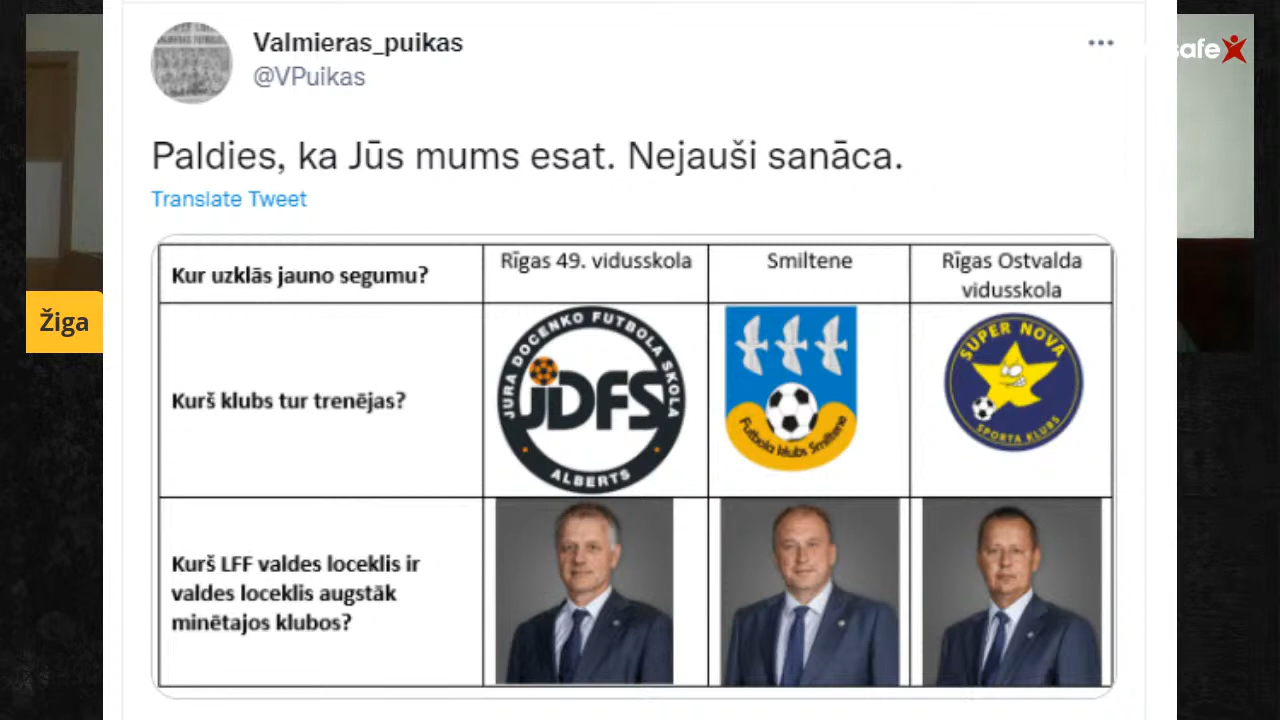 Valmieras_puikas
@VPuikas
safe
Paldies, ka Jūs mums esat. Nejauši sanāca.
Translate Tweet
Kur uzklās jauno segumu?
Rīgas 49. vidusskola
Smiltene
Rīgas Ostvalda
vidusskola
Žiga
Kurš klubs tur trenējas?
JURA DOCENKO FUTBOLA SKOLA
JDFS
ALBERTS
Futbola klubs Smiltene
SUPER NOVA
SPORTA KLUBS
Kurš LFF valdes loceklis ir
valdes loceklis augstāk
minētajos klubos?